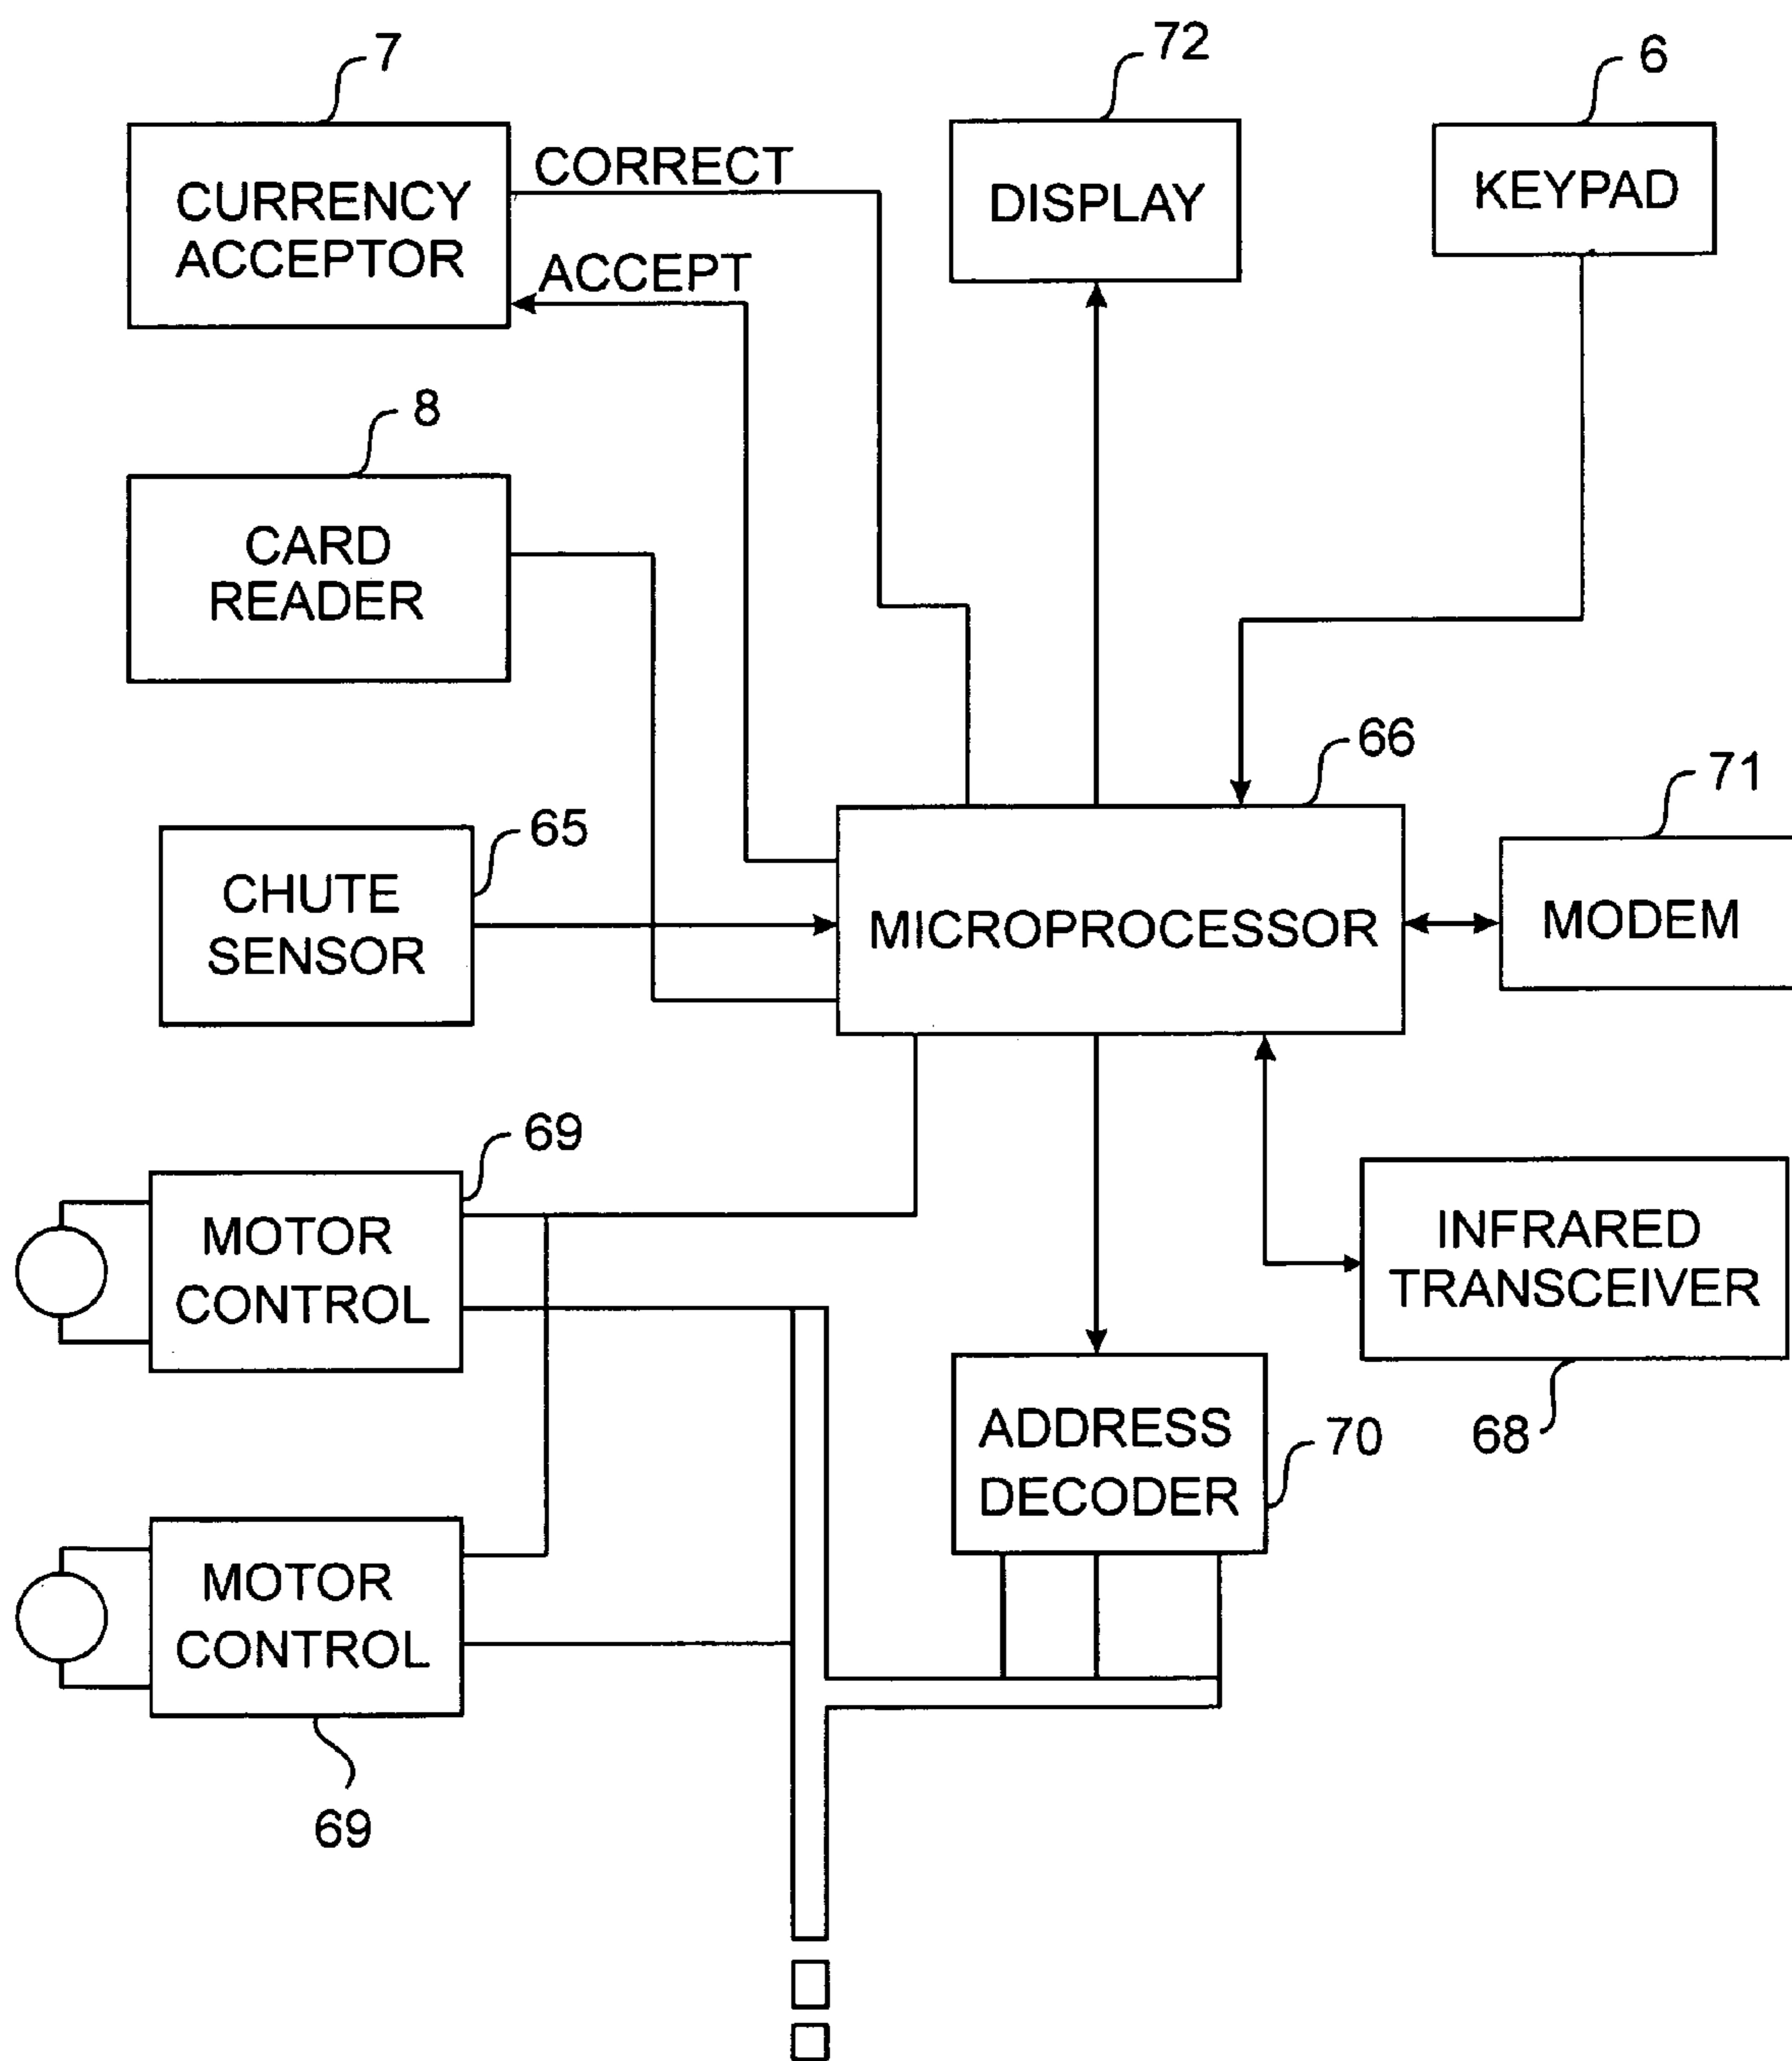 7
72
6
CURRENCY
ACCEPTOR
CORRECT
ACCEPT
DISPLAY
KEYPAD
8
CARD
READER
66
71
65
CHUTE
SENSOR
MICROPROCESSOR
MODEM
69
MOTOR
CONTROL
INFRARED
TRANSCEIVER
68
ADDRESS
DECODER
70
MOTOR
CONTROL
69